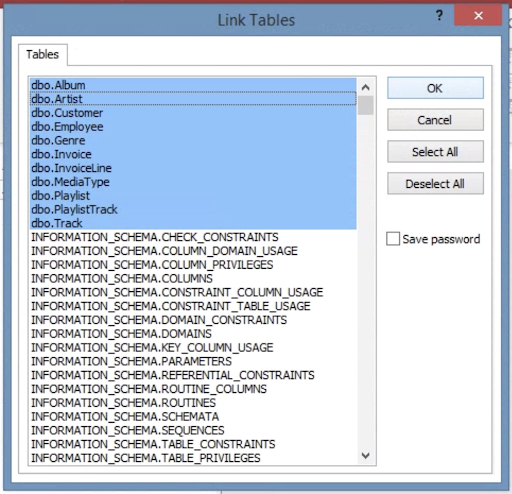 Link Tables
?
Tables
dbo.Album
dbo.Artist
dbo.Customer
dbo.Employee
dbo.Genre
dbo.Invoice
dbo.InvoiceLine
dbo.MediaType
dbo.Playlist
dbo.PlaylistTrack
dbo.Track
INFORMATION_SCHEMA.CHECK_CONSTRAINTS
INFORMATION_SCHEMA.COLUMN_DOMAIN_USAGE
INFORMATION_SCHEMA.COLUMN_PRIVILEGES
INFORMATION_SCHEMA.COLUMNS
INFORMATION_SCHEMA.CONSTRAINT_COLUMN_USAGE
INFORMATION_SCHEMA.CONSTRAINT_TABLE_USAGE
INFORMATION_SCHEMA.DOMAIN_CONSTRAINTS
INFORMATION_SCHEMA.DOMAINS
INFORMATION_SCHEMA.KEY_COLUMN_USAGE
INFORMATION_SCHEMA.PARAMETERS
INFORMATION_SCHEMA.REFERENTIAL_CONSTRAINTS
INFORMATION_SCHEMA.ROUTINE_COLUMNS
INFORMATION_SCHEMA.ROUTINES
INFORMATION_SCHEMA.SCHEMATA
INFORMATION_SCHEMA.SEQUENCES
INFORMATION_SCHEMA.TABLE_CONSTRAINTS
INFORMATION_SCHEMA.TABLE_PRIVILEGES
OK
Cancel
Select All
Deselect All
Save password